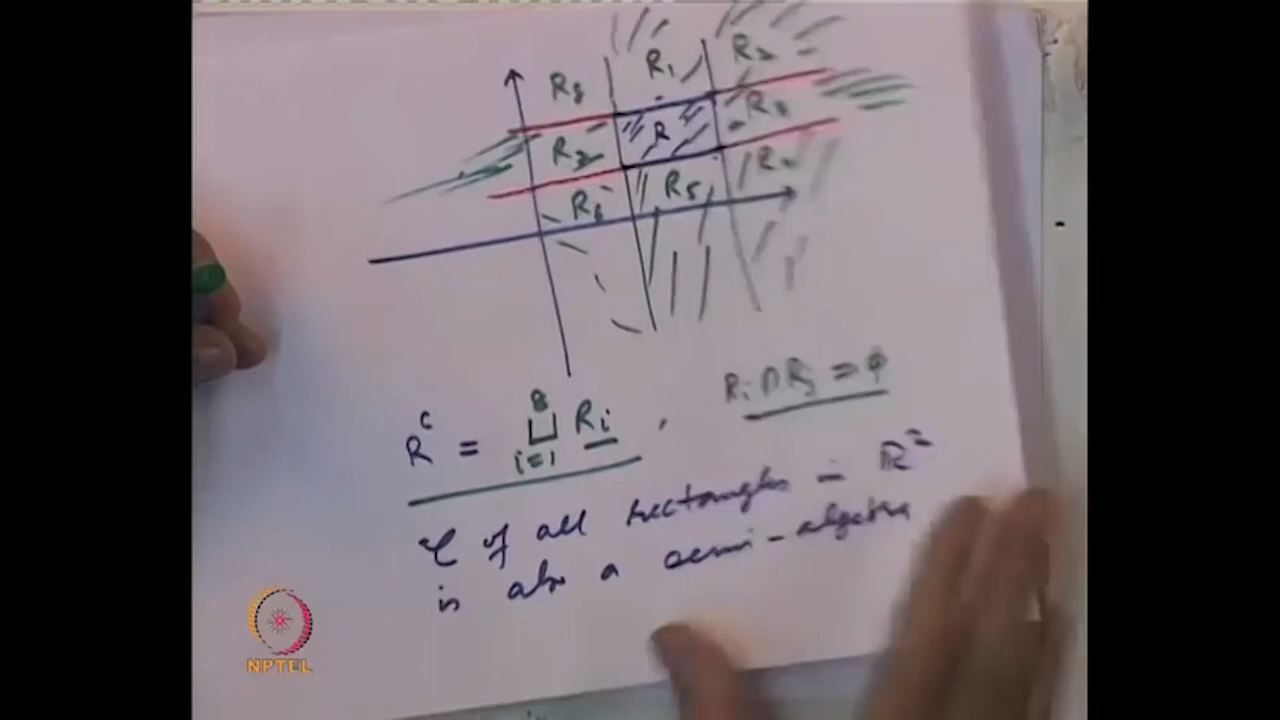 R₈ R₁ R₂
R₇ R R₃
R₆ R₅ R₄
R^c = ⊔_{i=1}^{8} R_i , R_i ∩ R_j = φ
𝒞 of all rectangles in ℝ²
is also a semi-algebra
NPTEL